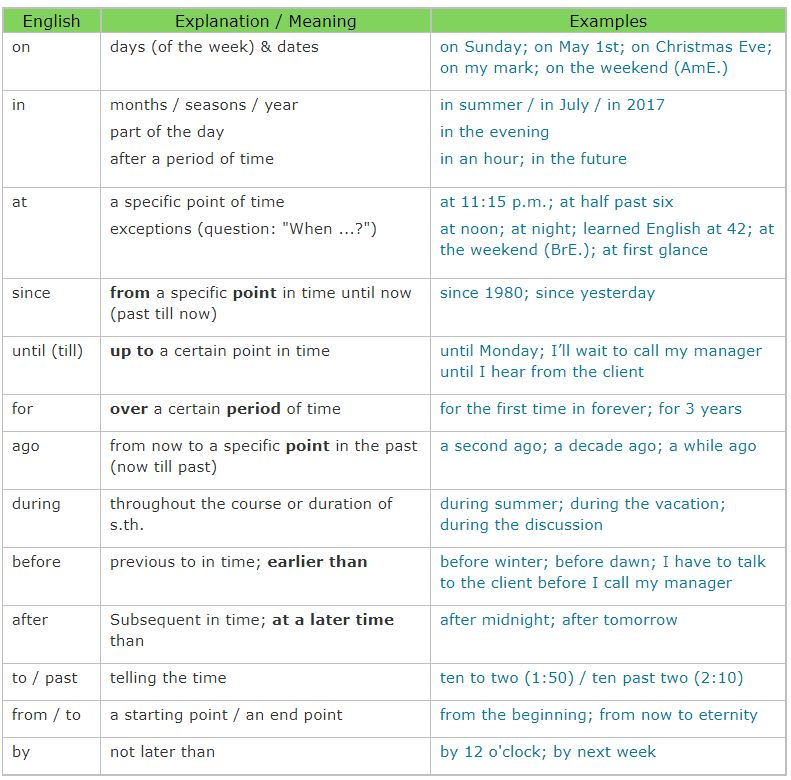 English Explanation / Meaning Examples
on days (of the week) & dates on Sunday; on May 1st; on Christmas Eve;
on my mark; on the weekend (AmE.)
in months / seasons / year in summer / in July / in 2017
part of the day in the evening
after a period of time in an hour; in the future
at a specific point of time at 11:15 p.m.; at half past six
exceptions (question: "When ...?") at noon; at night; learned English at 42; at
the weekend (BrE.); at first glance
since from a specific point in time until now since 1980; since yesterday
(past till now)
until (till) up to a certain point in time until Monday; I’ll wait to call my manager
until I hear from the client
for over a certain period of time for the first time in forever; for 3 years
ago from now to a specific point in the past a second ago; a decade ago; a while ago
(now till past)
during throughout the course or duration of during summer; during the vacation;
s.th. during the discussion
before previous to in time; earlier than before winter; before dawn; I have to talk
to the client before I call my manager
after Subsequent in time; at a later time after midnight; after tomorrow
than
to / past telling the time ten to two (1:50) / ten past two (2:10)
from / to a starting point / an end point from the beginning; from now to eternity
by not later than by 12 o'clock; by next week